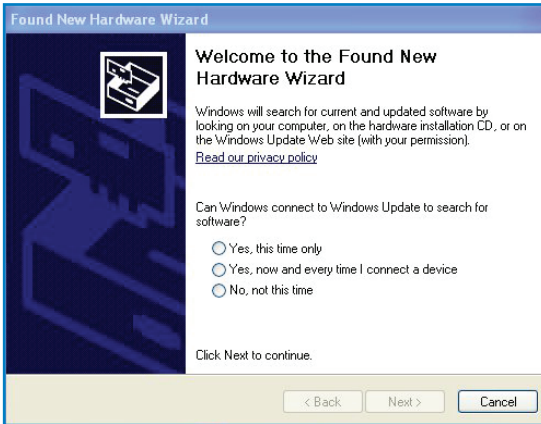 Found New Hardware Wizard
Welcome to the Found New
Hardware Wizard
Windows will search for current and updated software by
looking on your computer, on the hardware installation CD, or on
the Windows Update Web site (with your permission).
Read our privacy policy
Can Windows connect to Windows Update to search for
software?
Yes, this time only
Yes, now and every time I connect a device
No, not this time
Click Next to continue.
< Back Next > Cancel